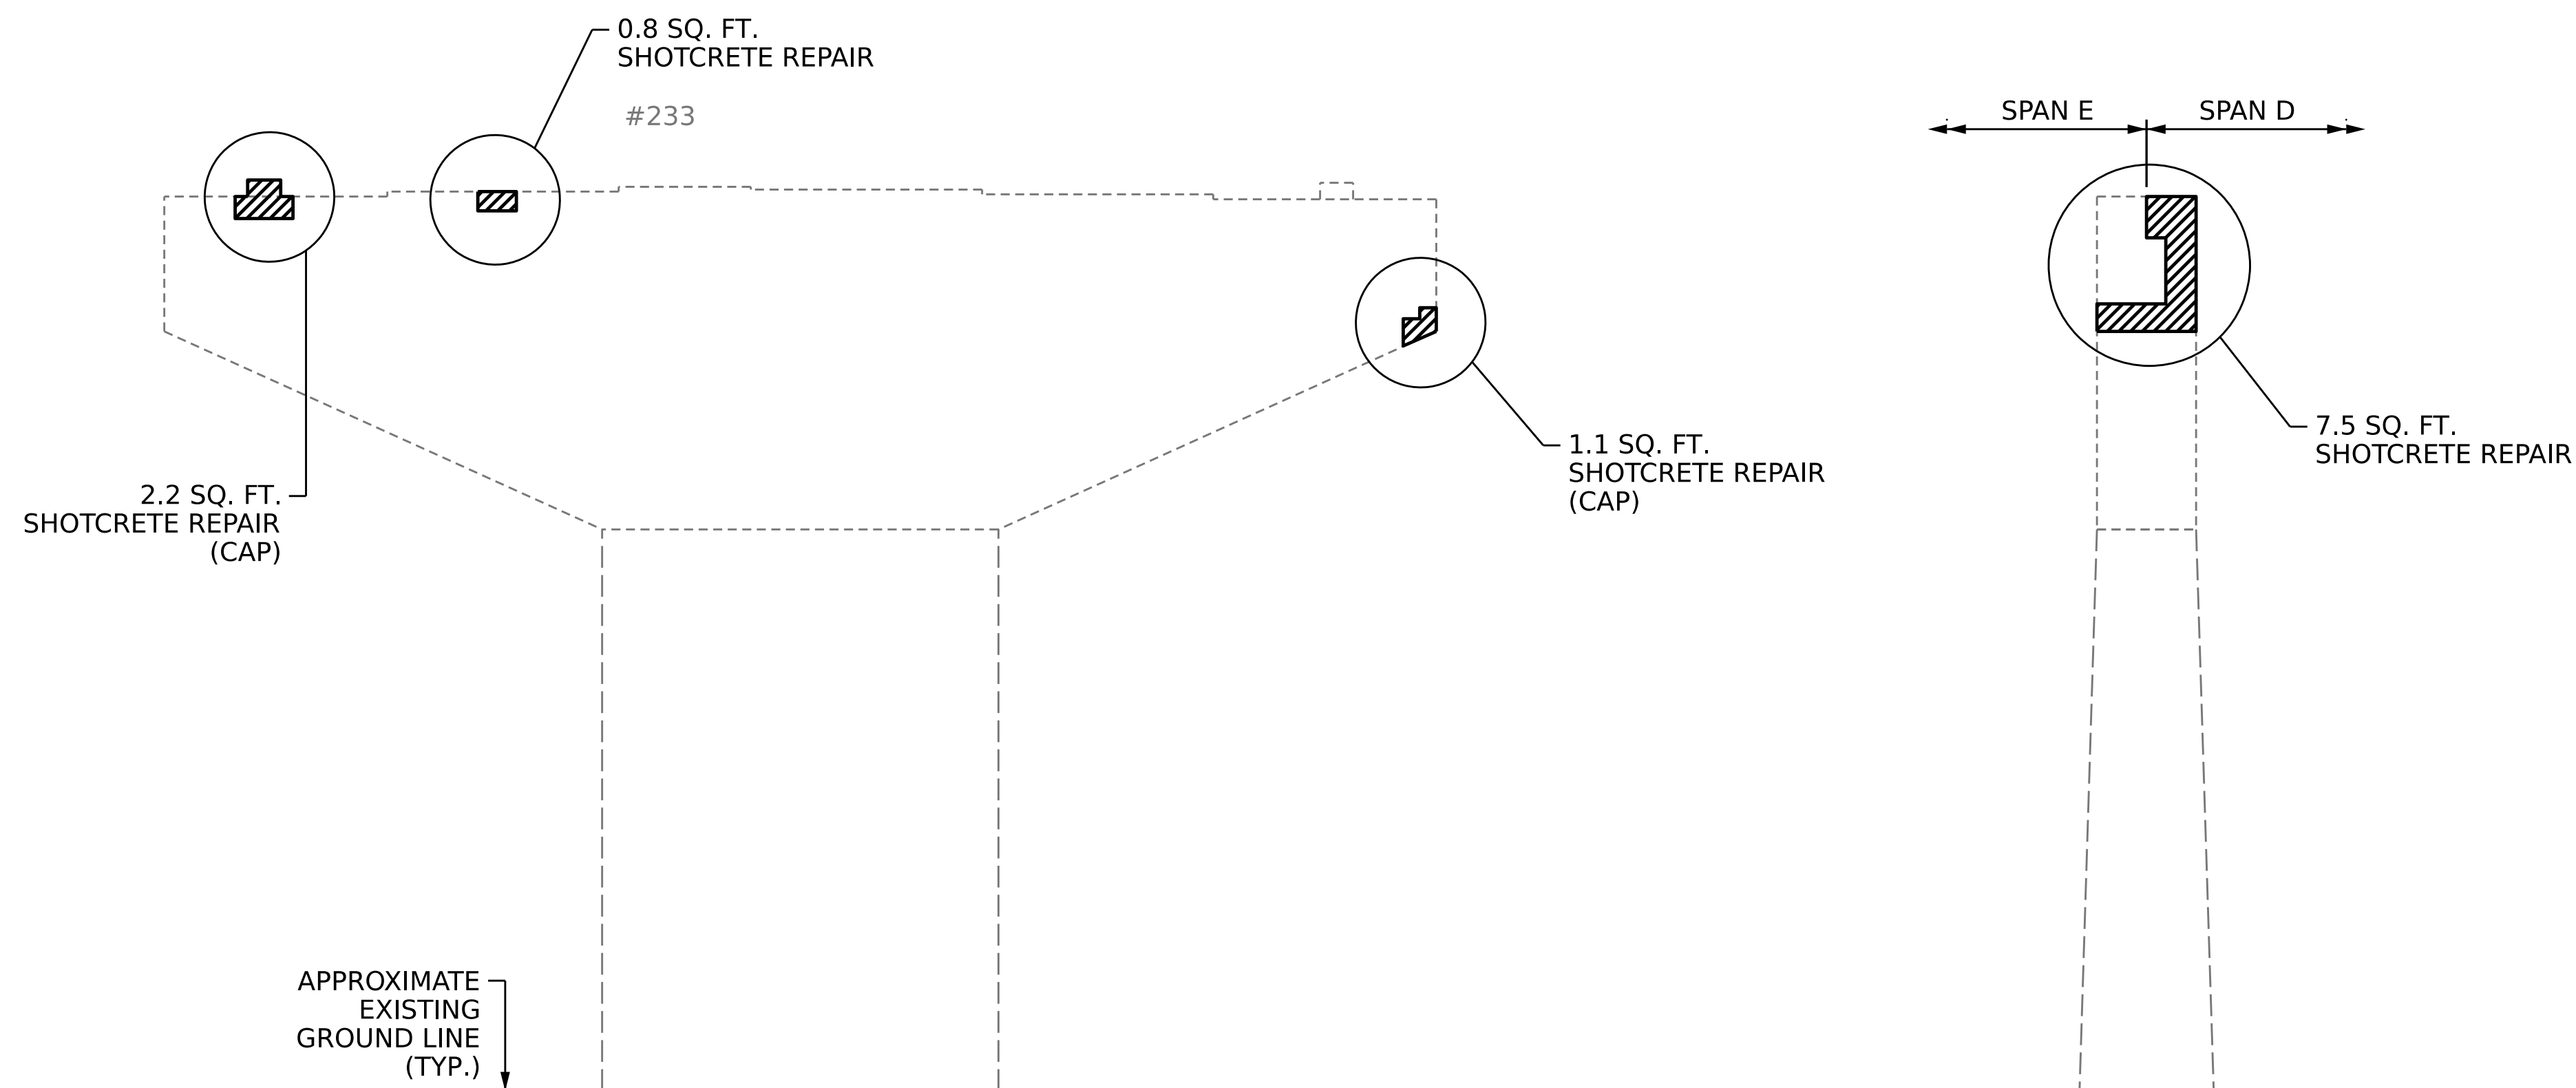 0.8 SQ. FT.
SHOTCRETE REPAIR
#233
SPAN E
SPAN D
7.5 SQ. FT.
SHOTCRETE REPAIR
1.1 SQ. FT.
SHOTCRETE REPAIR
(CAP)
2.2 SQ. FT.
SHOTCRETE REPAIR
(CAP)
APPROXIMATE
EXISTING
GROUND LINE
(TYP.)